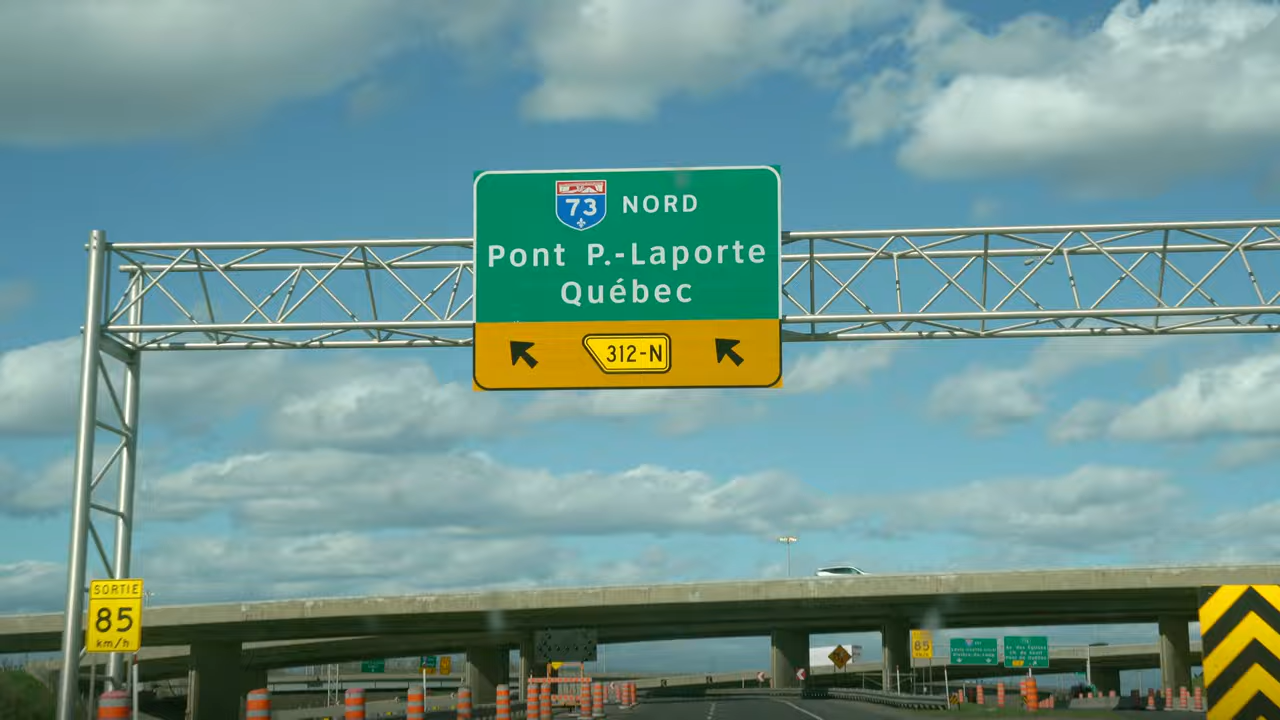 73 NORD
Pont P.-Laporte
Québec
312-N
SORTIE
85
km/h
85